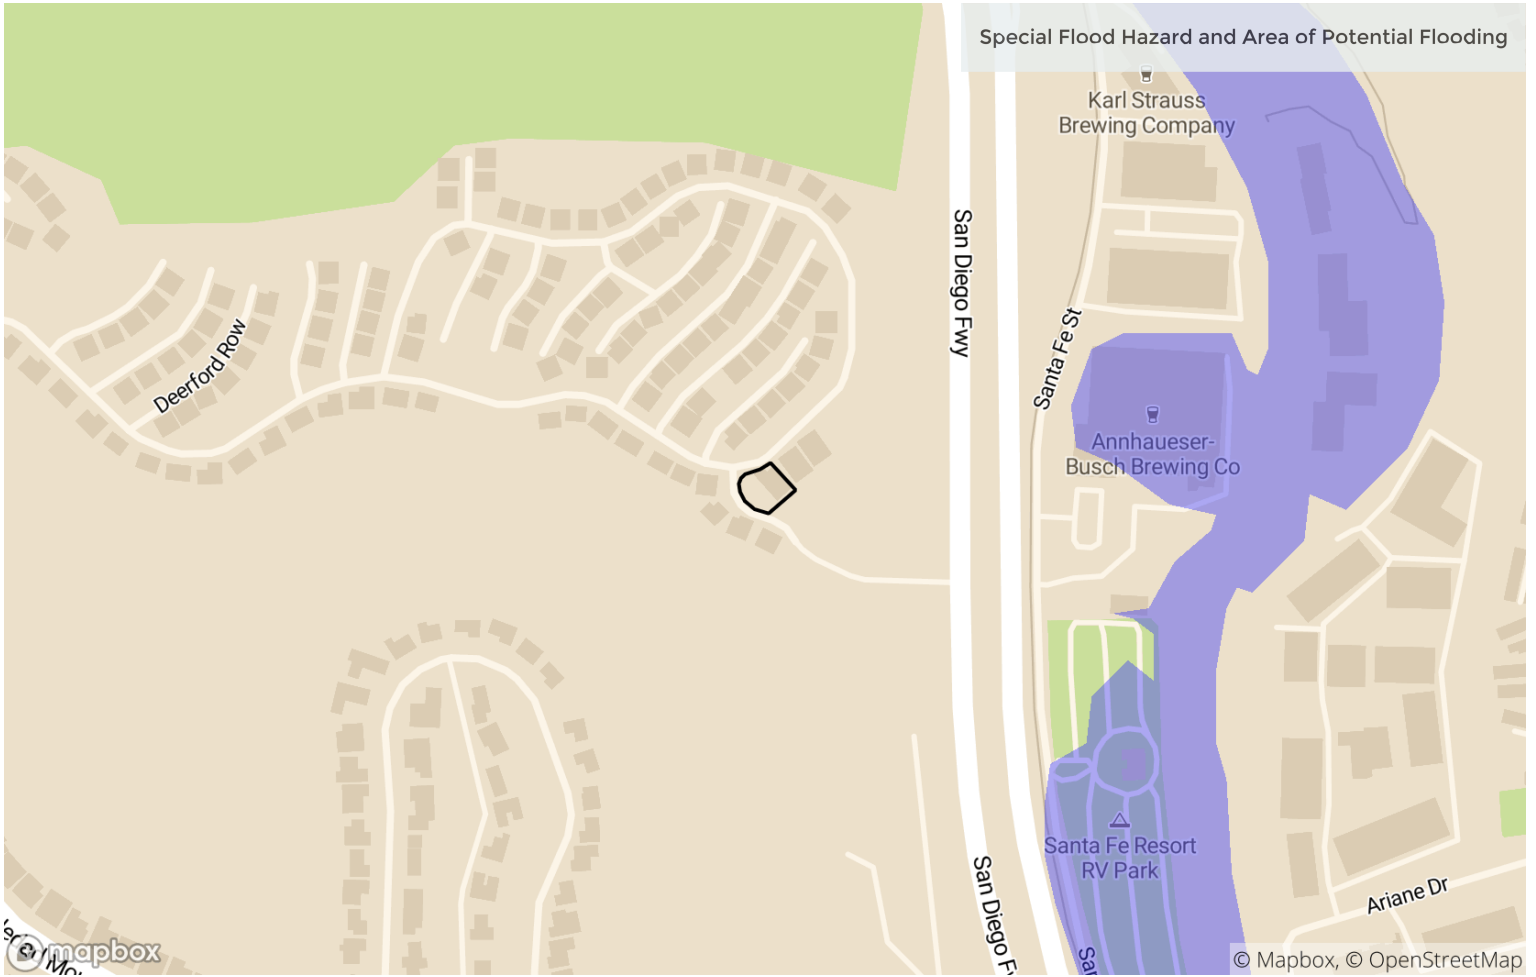 Special Flood Hazard and Area of Potential Flooding
Karl Strauss
Brewing Company
San Diego Fwy
Santa Fe St
Deerford Row
Annhaueser-
Busch Brewing Co
Santa Fe Resort
RV Park
San Diego F
Ariane Dr
San
mapbox
© Mapbox, © OpenStreetMap